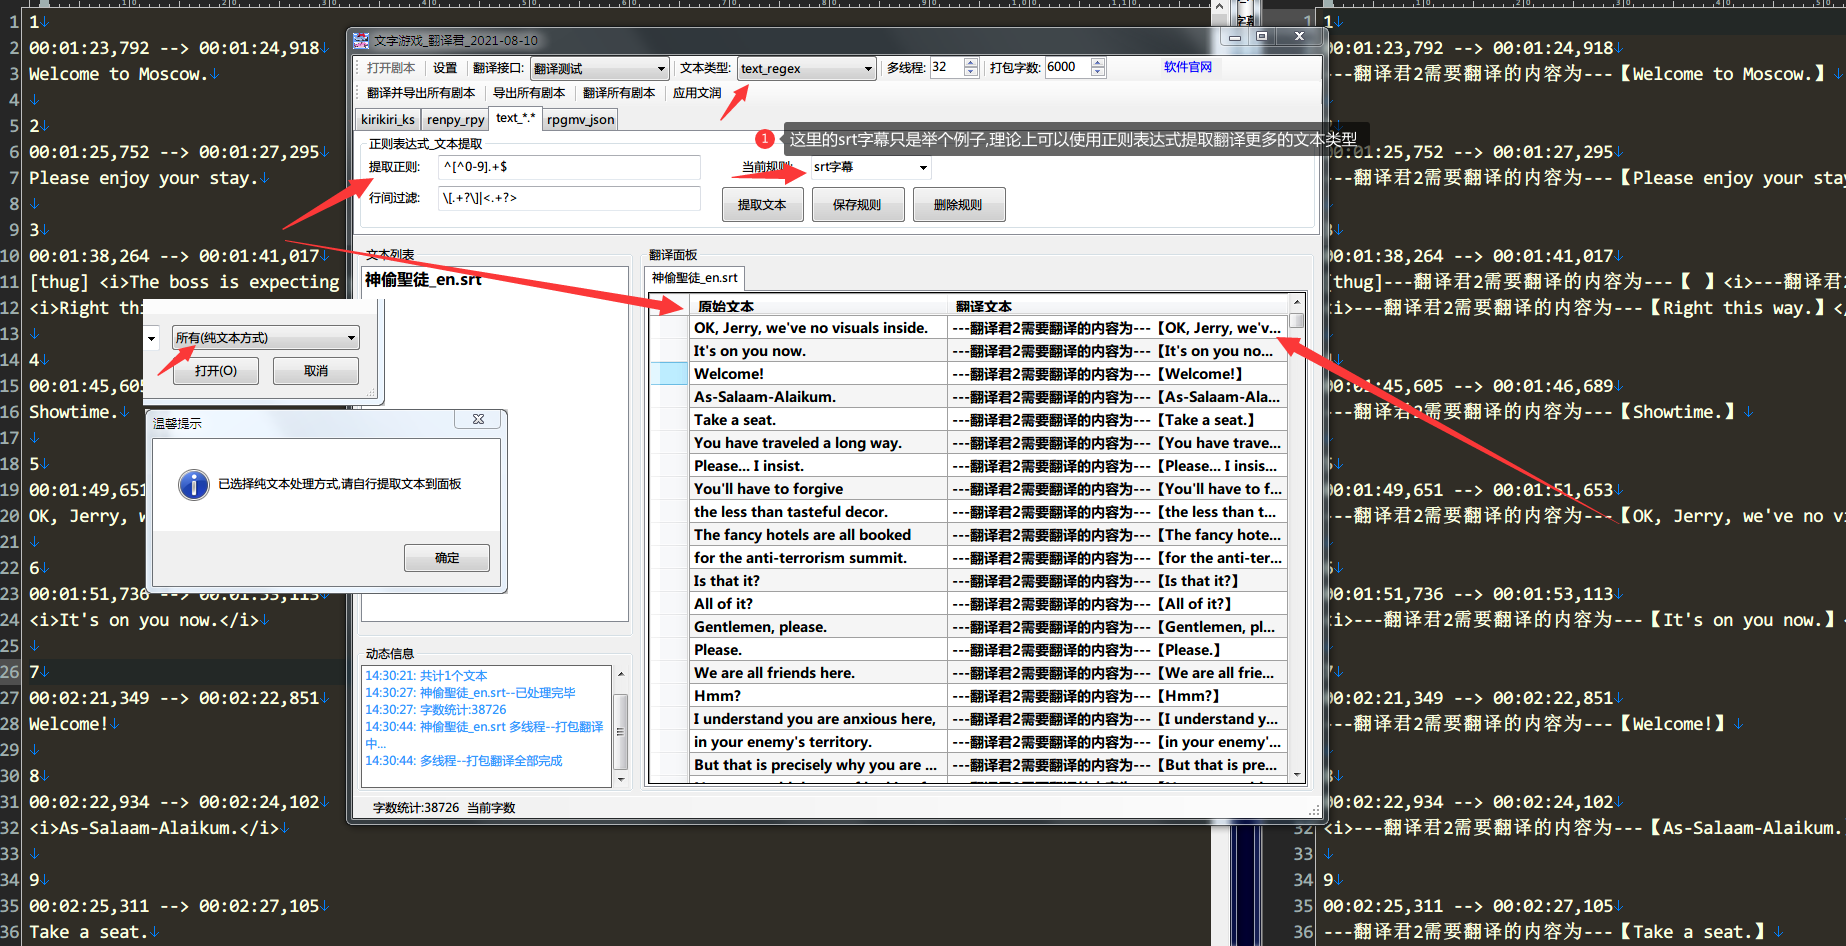 1↓
00:01:23,792 --> 00:01:24,918↓
Welcome to Moscow.↓
↓
2↓
00:01:25,752 --> 00:01:27,295↓
Please enjoy your stay.↓
↓
3↓
00:01:38,264 --> 00:01:41,017↓
[thug] <i>The boss is expecting
<i>Right thi
↓
4↓
00:01:45,605
Showtime.↓
↓
5↓
00:01:49,651
OK, Jerry, w
↓
6↓
00:01:51,736 --> 00:01:53,113↓
<i>It's on you now.</i>↓
↓
7↓
00:02:21,349 --> 00:02:22,851↓
Welcome!↓
↓
8↓
00:02:22,934 --> 00:02:24,102↓
<i>As-Salaam-Alaikum.</i>↓
↓
9↓
00:02:25,311 --> 00:02:27,105↓
Take a seat.↓
文字游戏_翻译君_2021-08-10
打开剧本 设置 翻译接口: 翻译测试 文本类型: text_regex 多线程: 32 打包字数: 6000 软件官网
翻译并导出所有剧本 导出所有剧本 翻译所有剧本 应用文润
kirikiri_ks renpy_rpy text_*.* rpgmv_json
正则表达式_文本提取
1 这里的srt字幕只是举个例子,理论上可以使用正则表达式提取翻译更多的文本类型
提取正则: ^[^0-9].+$ 当前规则: srt字幕
行间过滤: \[.+?\]|<.+?> 提取文本 保存规则 删除规则
文本列表
神偷聖徒_en.srt
所有(纯文本方式)
打开(O) 取消
温馨提示
已选择纯文本处理方式,请自行提取文本到面板
确定
动态信息
14:30:21: 共计1个文本
14:30:27: 神偷聖徒_en.srt--已处理完毕
14:30:27: 字数统计:38726
14:30:44: 神偷聖徒_en.srt 多线程--打包翻译
中...
14:30:44: 多线程--打包翻译全部完成
字数统计:38726 当前字数
翻译面板
神偷聖徒_en.srt
原始文本 翻译文本
OK, Jerry, we've no visuals inside. ---翻译君2需要翻译的内容为---【OK, Jerry, we'v...
It's on you now. ---翻译君2需要翻译的内容为---【It's on you no...
Welcome! ---翻译君2需要翻译的内容为---【Welcome!】
As-Salaam-Alaikum. ---翻译君2需要翻译的内容为---【As-Salaam-Ala...
Take a seat. ---翻译君2需要翻译的内容为---【Take a seat.】
You have traveled a long way. ---翻译君2需要翻译的内容为---【You have trave...
Please... I insist. ---翻译君2需要翻译的内容为---【Please... I insis...
You'll have to forgive ---翻译君2需要翻译的内容为---【You'll have to f...
the less than tasteful decor. ---翻译君2需要翻译的内容为---【the less than t...
The fancy hotels are all booked ---翻译君2需要翻译的内容为---【The fancy hote...
for the anti-terrorism summit. ---翻译君2需要翻译的内容为---【for the anti-ter...
Is that it? ---翻译君2需要翻译的内容为---【Is that it?】
All of it? ---翻译君2需要翻译的内容为---【All of it?】
Gentlemen, please. ---翻译君2需要翻译的内容为---【Gentlemen, pl...
Please. ---翻译君2需要翻译的内容为---【Please.】
We are all friends here. ---翻译君2需要翻译的内容为---【We are all frie...
Hmm? ---翻译君2需要翻译的内容为---【Hmm?】
I understand you are anxious here, ---翻译君2需要翻译的内容为---【I understand y...
in your enemy's territory. ---翻译君2需要翻译的内容为---【in your enemy'...
But that is precisely why you are ... ---翻译君2需要翻译的内容为---【But that is pre...
字幕
1↓
00:01:23,792 --> 00:01:24,918↓
---翻译君2需要翻译的内容为---【Welcome to Moscow.】↓
00:01:25,752 --> 00:01:27,295↓
---翻译君2需要翻译的内容为---【Please enjoy your stay
3↓
00:01:38,264 --> 00:01:41,017↓
[thug]---翻译君2需要翻译的内容为---【 】<i>---翻译君2
<i>---翻译君2需要翻译的内容为---【Right this way.】</
00:01:45,605 --> 00:01:46,689↓
---翻译君2需要翻译的内容为---【Showtime.】↓
5↓
00:01:49,651 --> 00:01:51,653↓
---翻译君2需要翻译的内容为---【OK, Jerry, we've no vi
6↓
00:01:51,736 --> 00:01:53,113↓
<i>---翻译君2需要翻译的内容为---【It's on you now.】<
7↓
00:02:21,349 --> 00:02:22,851↓
---翻译君2需要翻译的内容为---【Welcome!】↓
8↓
00:02:22,934 --> 00:02:24,102↓
<i>---翻译君2需要翻译的内容为---【As-Salaam-Alaikum.
↓
9↓
00:02:25,311 --> 00:02:27,105↓
---翻译君2需要翻译的内容为---【Take a seat.】↓